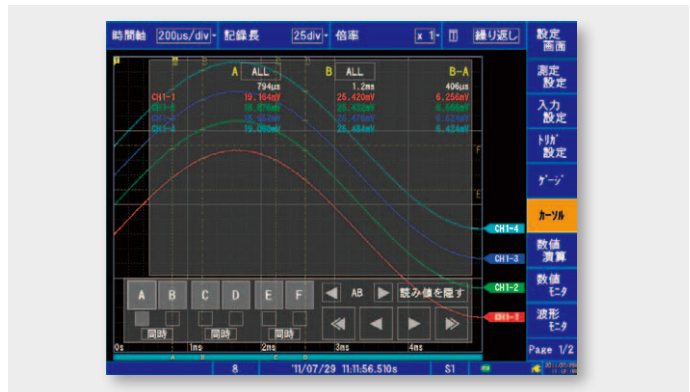 時間軸 200us/div 記録長 25div 倍率 x 1 繰り返し
設定
画面
測定
設定
入力
設定
トリガ
設定
ゲージ
カーソル
数値
演算
数値
モニタ
波形
モニタ
Page 1/2
A ALL B ALL B-A
794us 1.2ms 406us
CH1-1 19.164mV 25.420mV 6.256mV
F
E
CH1-4
CH1-3
CH1-2
CH1-1
A B C D E F AB 読み値を隠す
同時 同時 同時
0s 1ms 2ms 3ms 4ms
A B C D E F
8 '11/07/29 11:11:56.510s S1